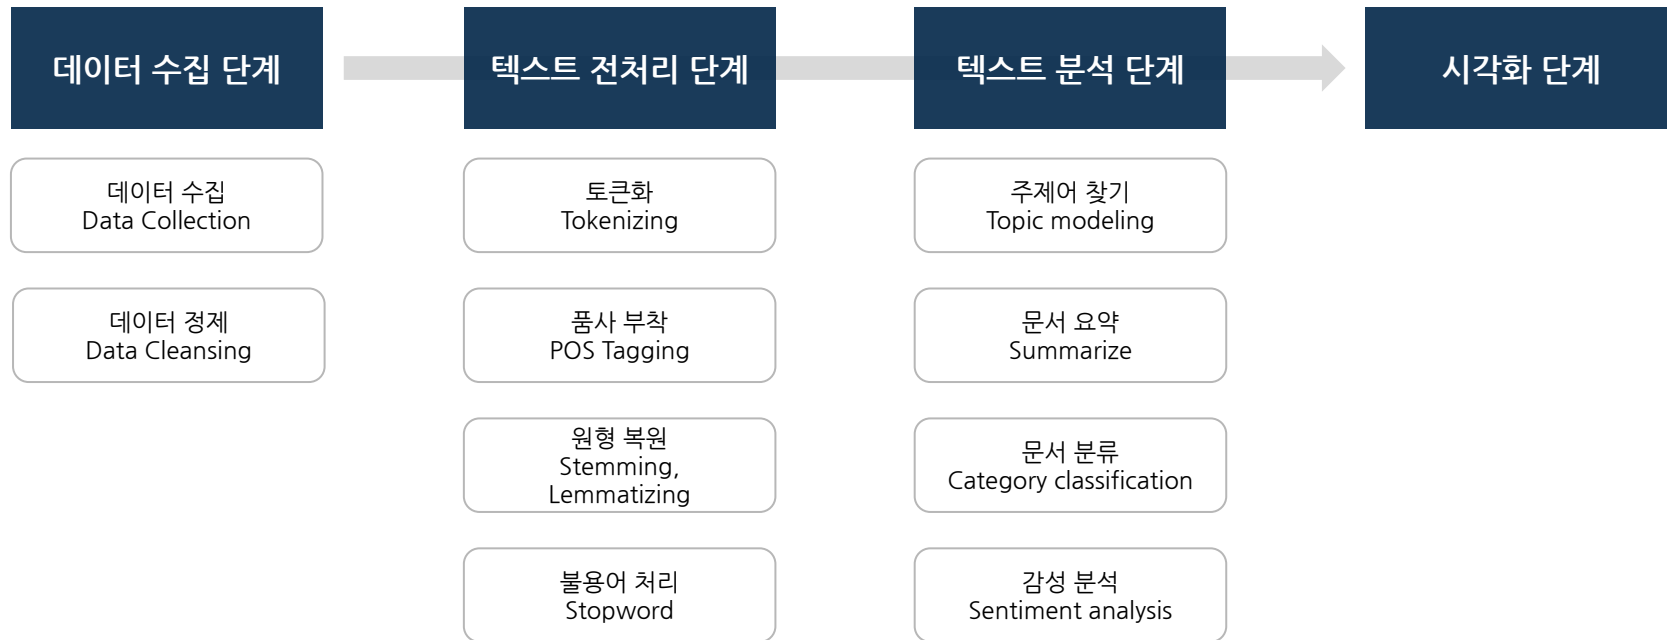 데이터 수집 단계
텍스트 전처리 단계
텍스트 분석 단계
시각화 단계
데이터 수집
Data Collection
데이터 정제
Data Cleansing
토큰화
Tokenizing
품사 부착
POS Tagging
원형 복원
Stemming,
Lemmatizing
불용어 처리
Stopword
주제어 찾기
Topic modeling
문서 요약
Summarize
문서 분류
Category classification
감성 분석
Sentiment analysis